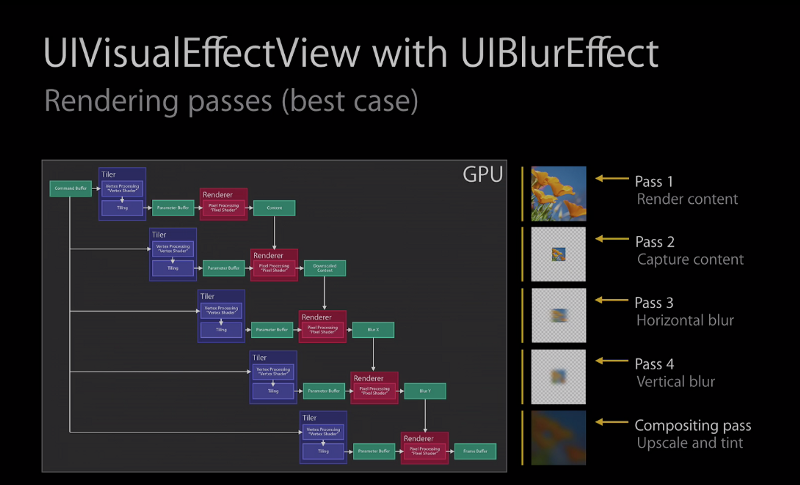 UIVisualEffectView with UIBlurEffect
Rendering passes (best case)
GPU
Command Buffer
Tiler
Vertex Processing
"Vertex Shader"
Tiling
Parameter Buffer
Renderer
Pixel Processing
"Pixel Shader"
Content
Tiler
Vertex Processing
"Vertex Shader"
Tiling
Parameter Buffer
Renderer
Pixel Processing
"Pixel Shader"
Downscaled
Content
Tiler
Vertex Processing
"Vertex Shader"
Tiling
Parameter Buffer
Renderer
Pixel Processing
"Pixel Shader"
Blur X
Tiler
Vertex Processing
"Vertex Shader"
Tiling
Parameter Buffer
Renderer
Pixel Processing
"Pixel Shader"
Blur Y
Tiler
Vertex Processing
"Vertex Shader"
Tiling
Parameter Buffer
Renderer
Pixel Processing
"Pixel Shader"
Frame Buffer
Pass 1
Render content
Pass 2
Capture content
Pass 3
Horizontal blur
Pass 4
Vertical blur
Compositing pass
Upscale and tint